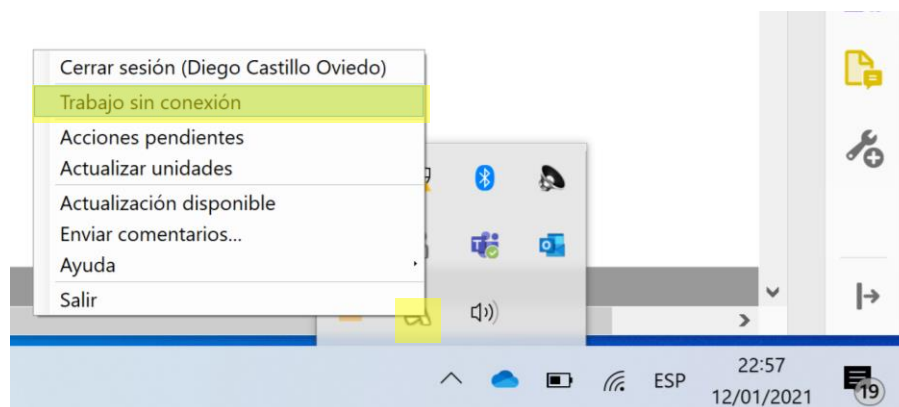 Cerrar sesión (Diego Castillo Oviedo)
Trabajo sin conexión
Acciones pendientes
Actualizar unidades
Actualización disponible
Enviar comentarios...
Ayuda
Salir
ESP
22:57
12/01/2021
19